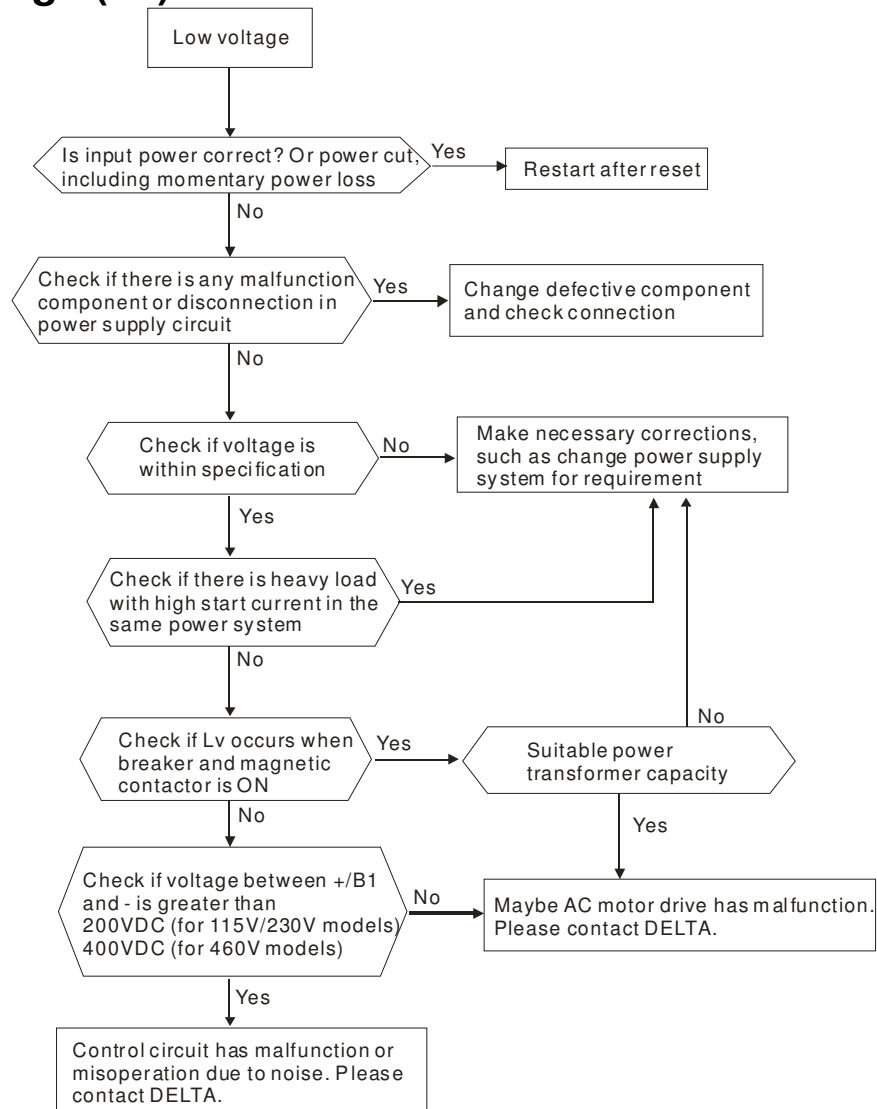 Low voltage
Is input power correct? Or power cut,
including momentary power loss
Yes
Restart after reset
No
Check if there is any malfunction
component or disconnection in
power supply circuit
Yes
Change defective component
and check connection
No
Check if voltage is
within specification
No
Make necessary corrections,
such as change power supply
system for requirement
Yes
Check if there is heavy load
with high start current in the
same power system
Yes
No
Check if Lv occurs when
breaker and magnetic
contactor is ON
Yes
Suitable power
transformer capacity
No
No
Yes
Check if voltage between +/B1
and - is greater than
200VDC (for 115V/230V models)
400VDC (for 460V models)
No
Maybe AC motor drive has malfunction.
Please contact DELTA.
Yes
Control circuit has malfunction or
misoperation due to noise. Please
contact DELTA.